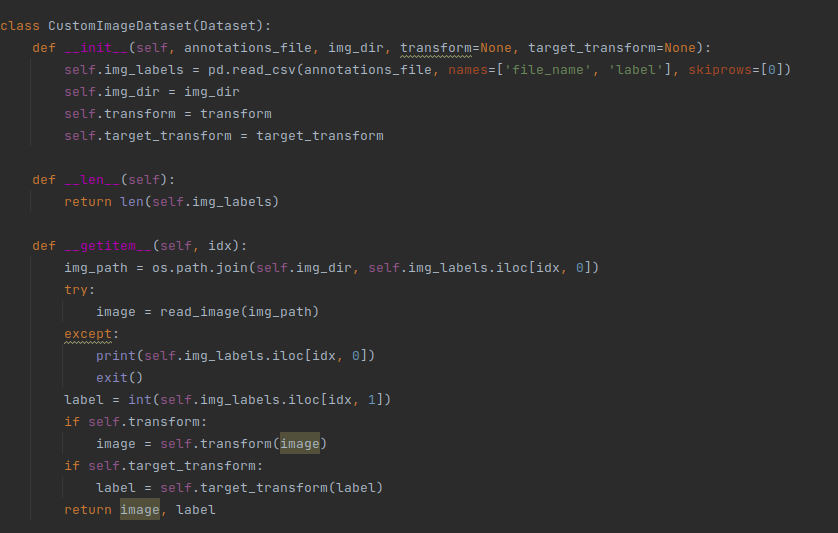 class CustomImageDataset(Dataset):
    def __init__(self, annotations_file, img_dir, transform=None, target_transform=None):
        self.img_labels = pd.read_csv(annotations_file, names=['file_name', 'label'], skiprows=[0])
        self.img_dir = img_dir
        self.transform = transform
        self.target_transform = target_transform

    def __len__(self):
        return len(self.img_labels)

    def __getitem__(self, idx):
        img_path = os.path.join(self.img_dir, self.img_labels.iloc[idx, 0])
        try:
            image = read_image(img_path)
        except:
            print(self.img_labels.iloc[idx, 0])
            exit()
        label = int(self.img_labels.iloc[idx, 1])
        if self.transform:
            image = self.transform(image)
        if self.target_transform:
            label = self.target_transform(label)
        return image, label